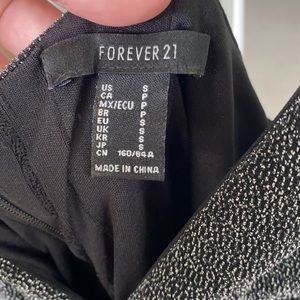 FOREVER 21
US S
CA P
MX/ECU P
BR P
EU S
UK S
KR S
JP S
CN 160/84A
MADE IN CHINA